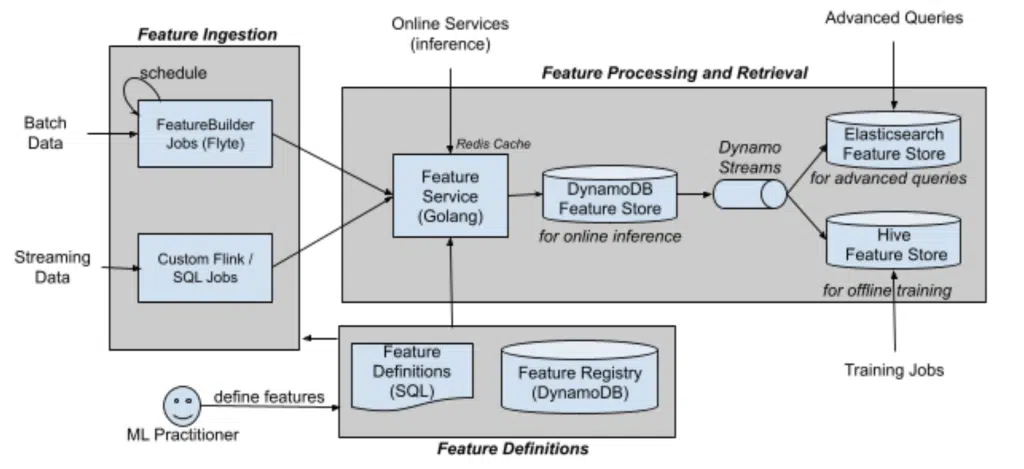 Feature Ingestion
schedule
Batch
Data
FeatureBuilder
Jobs (Flyte)
Streaming
Data
Custom Flink /
SQL Jobs
Online Services
(inference)
Advanced Queries
Feature Processing and Retrieval
Redis Cache
Feature
Service
(Golang)
DynamoDB
Feature Store
for online inference
Dynamo
Streams
Elasticsearch
Feature Store
for advanced queries
Hive
Feature Store
for offline training
Training Jobs
Feature
Definitions
(SQL)
Feature Registry
(DynamoDB)
define features
ML Practitioner
Feature Definitions